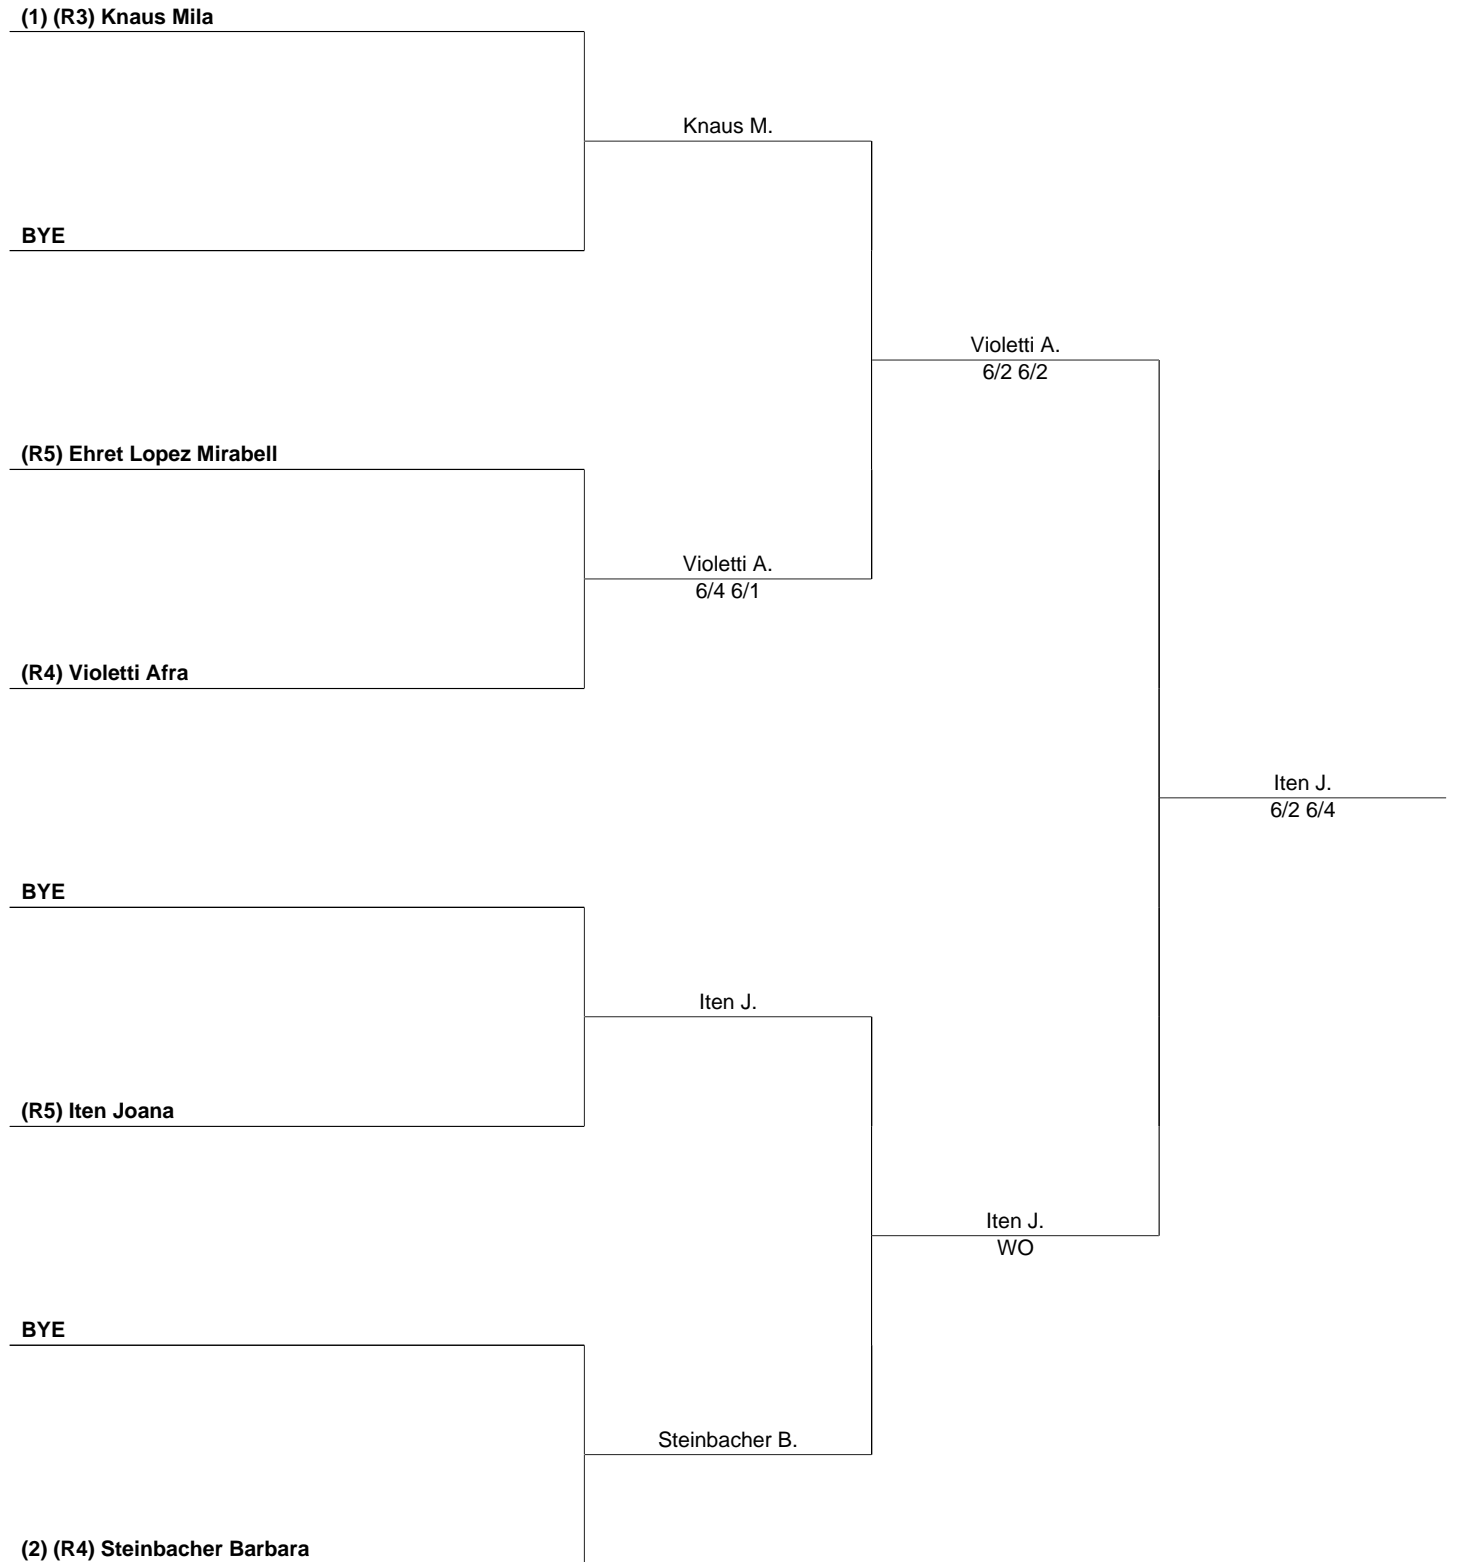 (1) (R3) Knaus Mila
Knaus M.
BYE
Violetti A.
6/2 6/2
(R5) Ehret Lopez Mirabell
Violetti A.
6/4 6/1
(R4) Violetti Afra
Iten J.
6/2 6/4
BYE
Iten J.
(R5) Iten Joana
Iten J.
WO
BYE
Steinbacher B.
(2) (R4) Steinbacher Barbara